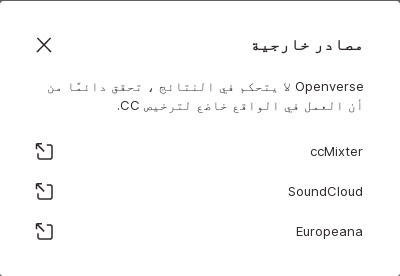 مصادر خارجية
Openverse لا يتحكم في النتائج ، تحقق دائمًا من
أن العمل في الواقع خاضع لترخيص CC.
ccMixter
SoundCloud
Europeana